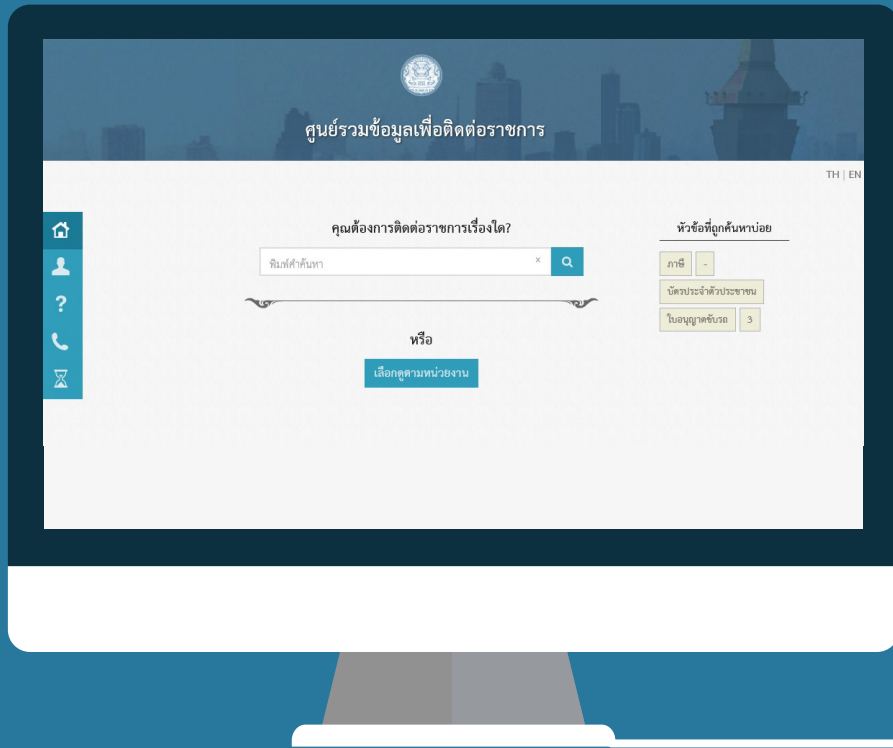 ศูนย์รวมข้อมูลเพื่อติดต่อราชการ
TH | EN
คุณต้องการติดต่อราชการเรื่องใด?
พิมพ์คำค้นหา ×
หรือ
เลือกดูตามหน่วยงาน
หัวข้อที่ถูกค้นหาบ่อย
ภาษี -
บัตรประจำตัวประชาชน
ใบอนุญาตขับรถ 3